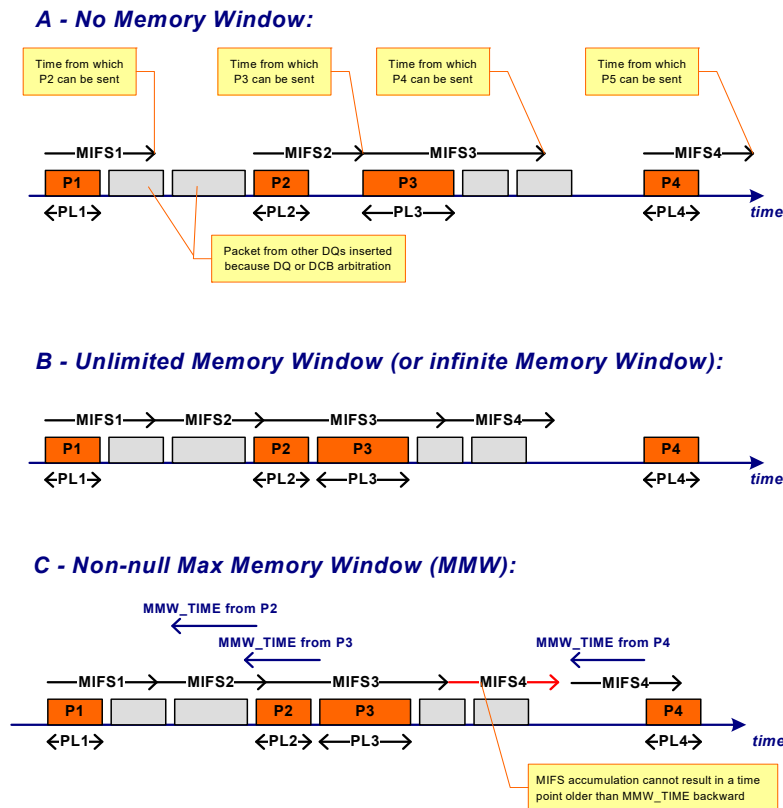 A - No Memory Window:
Time from which
P2 can be sent
Time from which
P3 can be sent
Time from which
P4 can be sent
Time from which
P5 can be sent
MIFS1
MIFS2
MIFS3
MIFS4
P1
P2
P3
P4
PL1
PL2
PL3
PL4
time
Packet from other DQs inserted
because DQ or DCB arbitration
B - Unlimited Memory Window (or infinite Memory Window):
MIFS1
MIFS2
MIFS3
MIFS4
P1
P2
P3
P4
PL1
PL2
PL3
PL4
time
C - Non-null Max Memory Window (MMW):
MMW_TIME from P2
MMW_TIME from P3
MMW_TIME from P4
MIFS1
MIFS2
MIFS3
MIFS4
MIFS4
P1
P2
P3
P4
PL1
PL2
PL3
PL4
time
MIFS accumulation cannot result in a time
point older than MMW_TIME backward